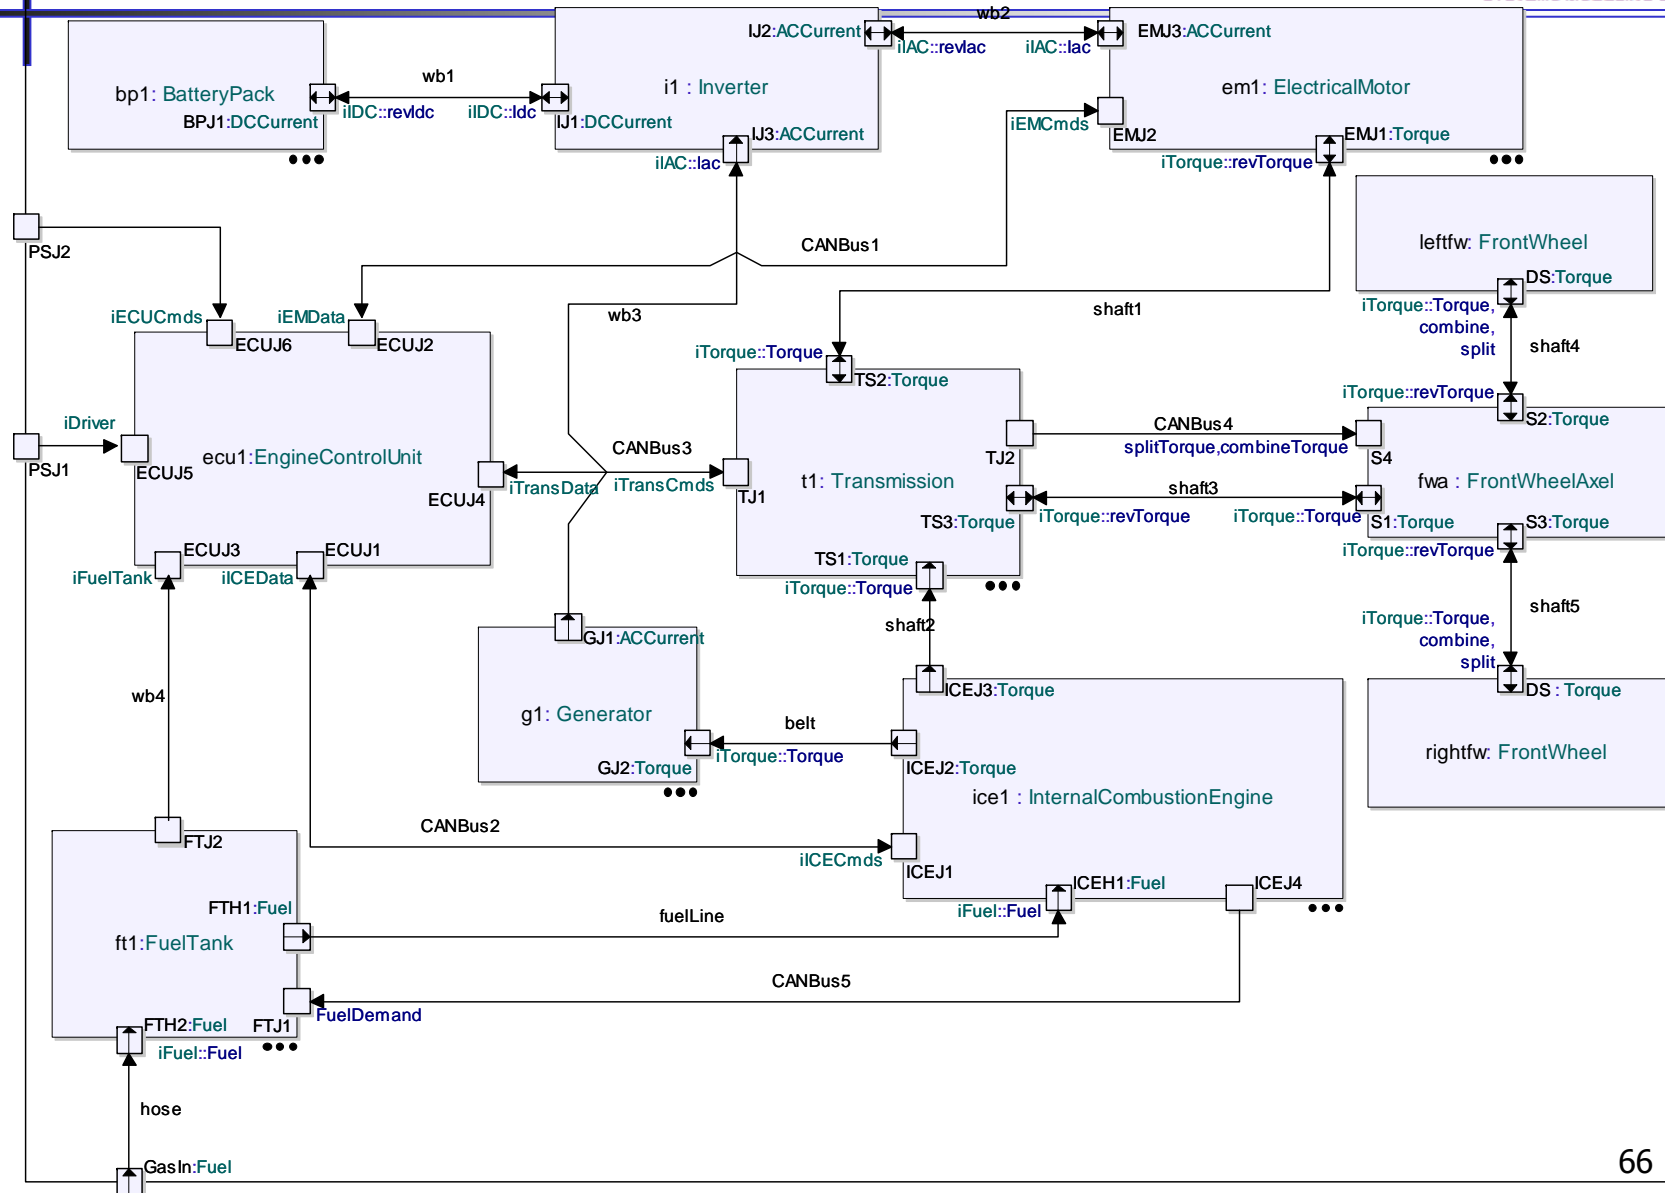 wb2
IJ2:ACCurrent
iIAC::revIac
iIAC::Iac
EMJ3:ACCurrent
bp1: BatteryPack
wb1
i1 : Inverter
em1: ElectricalMotor
BPJ1:DCCurrent
iIDC::revIdc
iIDC::Idc
IJ1:DCCurrent
IJ3:ACCurrent
iIAC::Iac
iEMCmds
EMJ2
EMJ1:Torque
iTorque::revTorque
PSJ2
CANBus1
leftfw: FrontWheel
DS:Torque
iTorque::Torque,
combine,
split
shaft4
iECUCmds
ECUJ6
iEMData
ECUJ2
wb3
shaft1
iTorque::Torque
TS2:Torque
iTorque::revTorque
S2:Torque
iDriver
PSJ1
ECUJ5
ecu1:EngineControlUnit
ECUJ4
CANBus3
iTransData
iTransCmds
TJ1
t1: Transmission
TJ2
CANBus4
splitTorque,combineTorque
S4
fwa : FrontWheelAxel
shaft3
TS3:Torque
iTorque::revTorque
iTorque::Torque
S1:Torque
S3:Torque
iTorque::revTorque
ECUJ3
ECUJ1
iFuelTank
iICEData
TS1:Torque
iTorque::Torque
shaft2
shaft5
iTorque::Torque,
combine,
split
DS : Torque
GJ1:ACCurrent
wb4
g1: Generator
belt
iTorque::Torque
GJ2:Torque
ICEJ3:Torque
ICEJ2:Torque
ice1 : InternalCombustionEngine
rightfw: FrontWheel
CANBus2
iICECmds
ICEJ1
ICEH1:Fuel
ICEJ4
iFuel::Fuel
FTJ2
FTH1:Fuel
fuelLine
ft1:FuelTank
CANBus5
FuelDemand
FTH2:Fuel
FTJ1
iFuel::Fuel
hose
GasIn:Fuel
66